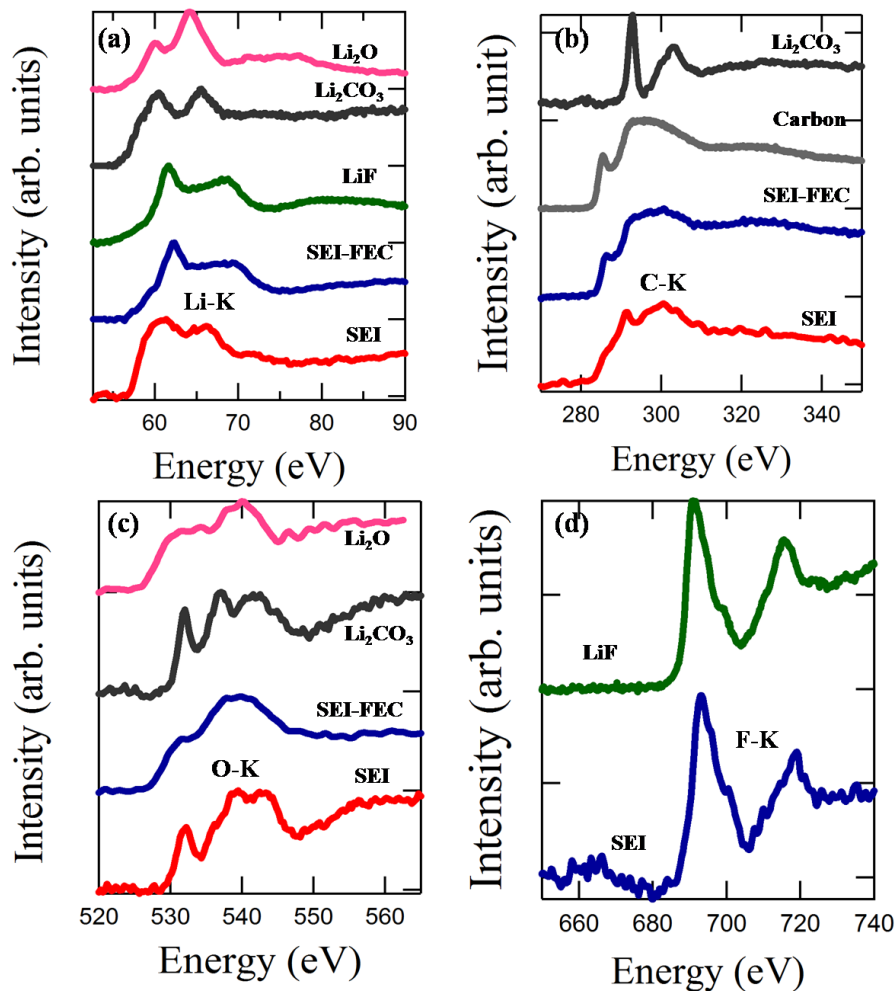 (a)
Li₂O
Li₂CO₃
LiF
SEI-FEC
Li-K
SEI
Intensity (arb. units)
60 70 80 90
Energy (eV)
(b)
Li₂CO₃
Carbon
SEI-FEC
C-K
SEI
Intensity (arb. unit)
280 300 320 340
Energy (eV)
(c)
Li₂O
Li₂CO₃
SEI-FEC
O-K
SEI
Intensity (arb. units)
520 530 540 550 560
Energy (eV)
(d)
LiF
F-K
SEI
Intensity (arb. units)
660 680 700 720 740
Energy (eV)